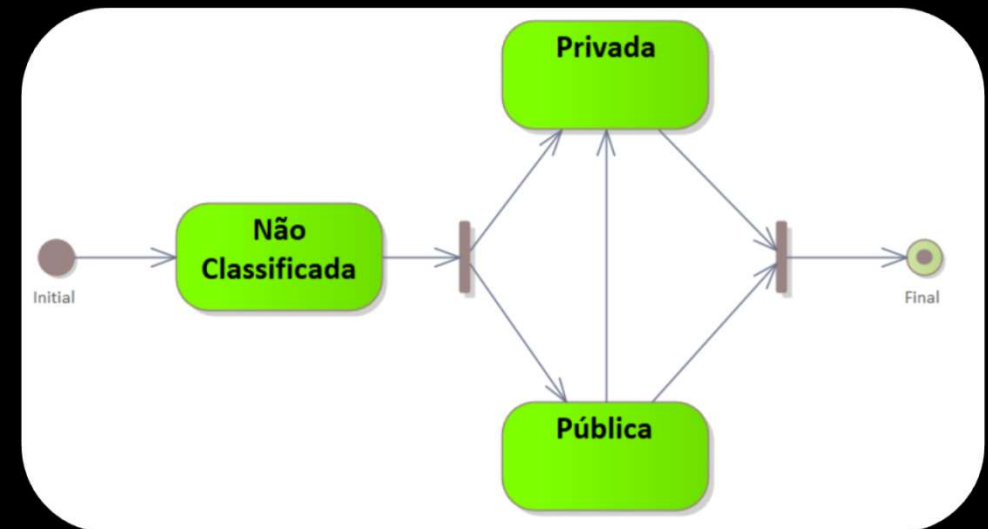 Privada
Não
Classificada
Initial
Final
Pública